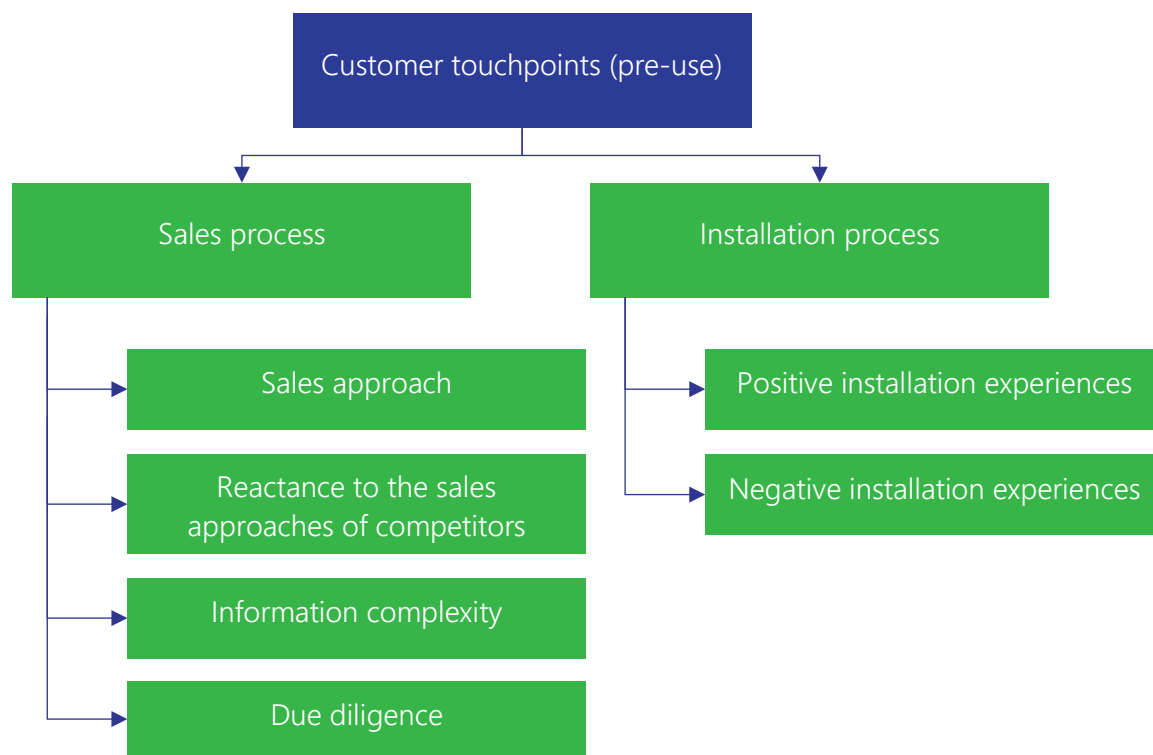 Customer touchpoints (pre-use)
Sales process
Installation process
Sales approach
Reactance to the sales
approaches of competitors
Information complexity
Due diligence
Positive installation experiences
Negative installation experiences